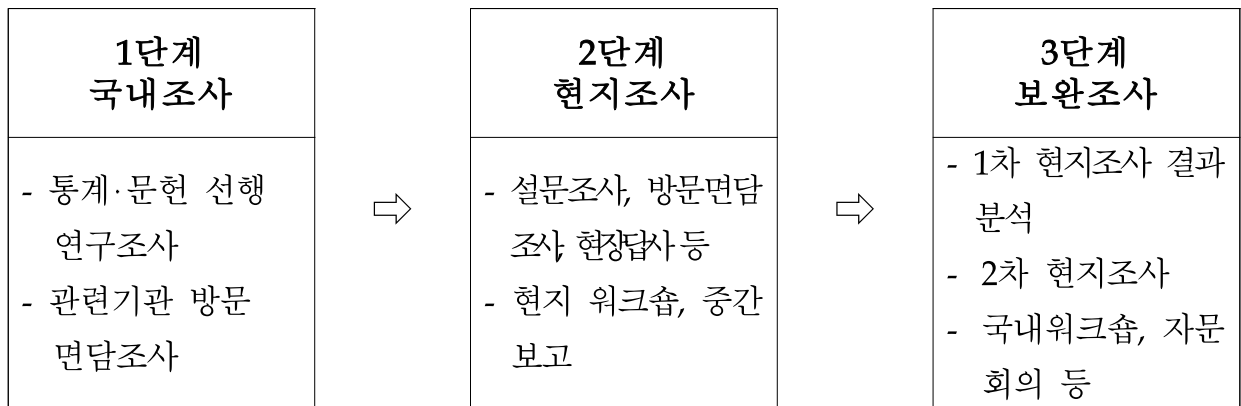 1단계
국내조사
- 통계·문헌 선행
연구조사
- 관련기관 방문
면담조사
⇨
2단계
현지조사
- 설문조사, 방문면담
조사, 현장답사 등
- 현지 워크숍, 중간
보고
⇨
3단계
보완조사
- 1차 현지조사 결과
분석
- 2차 현지조사
- 국내워크숍, 자문
회의 등